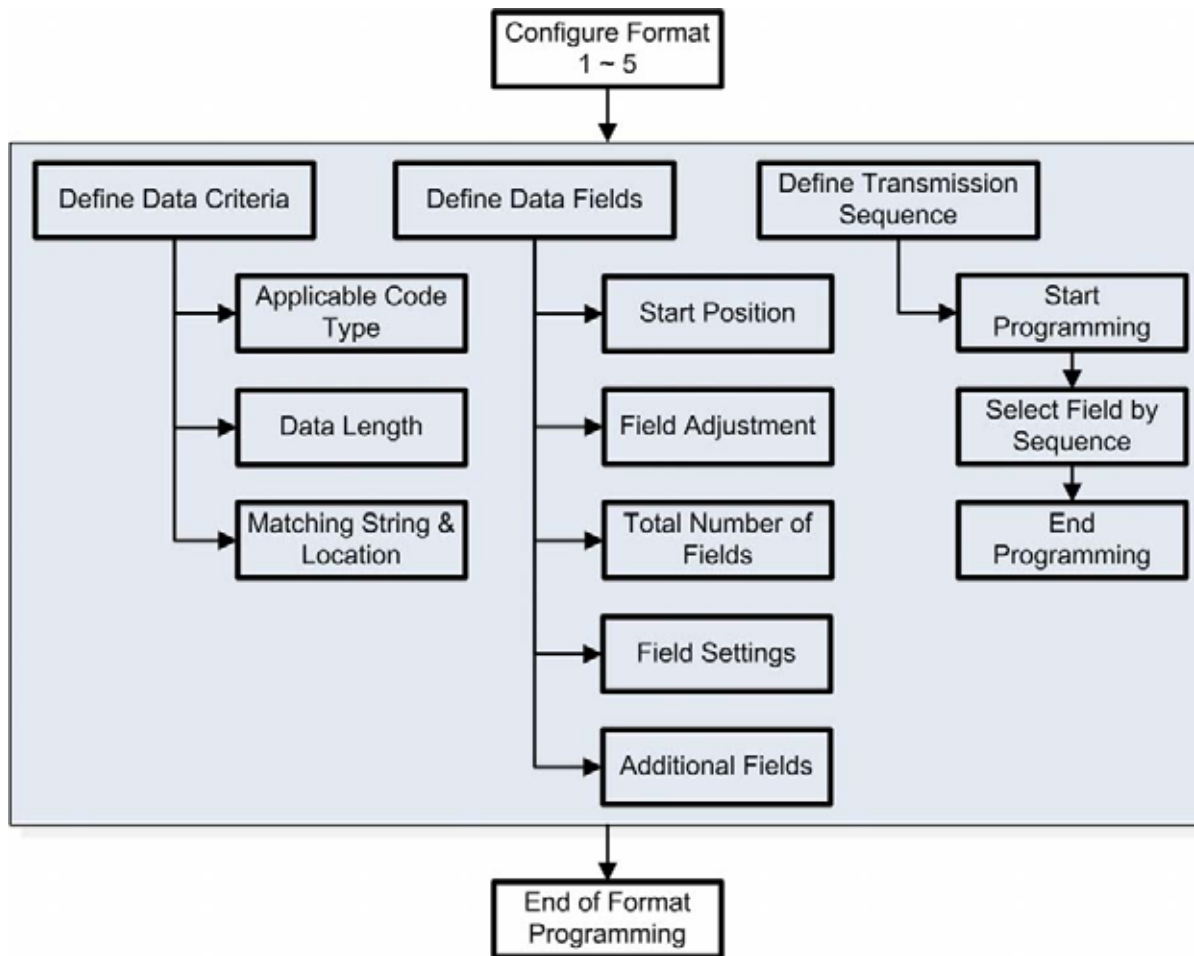 Configure Format
1 ~ 5
Define Data Criteria
Applicable Code
Type
Data Length
Matching String &
Location
Define Data Fields
Start Position
Field Adjustment
Total Number of
Fields
Field Settings
Additional Fields
Define Transmission
Sequence
Start
Programming
Select Field by
Sequence
End
Programming
End of Format
Programming